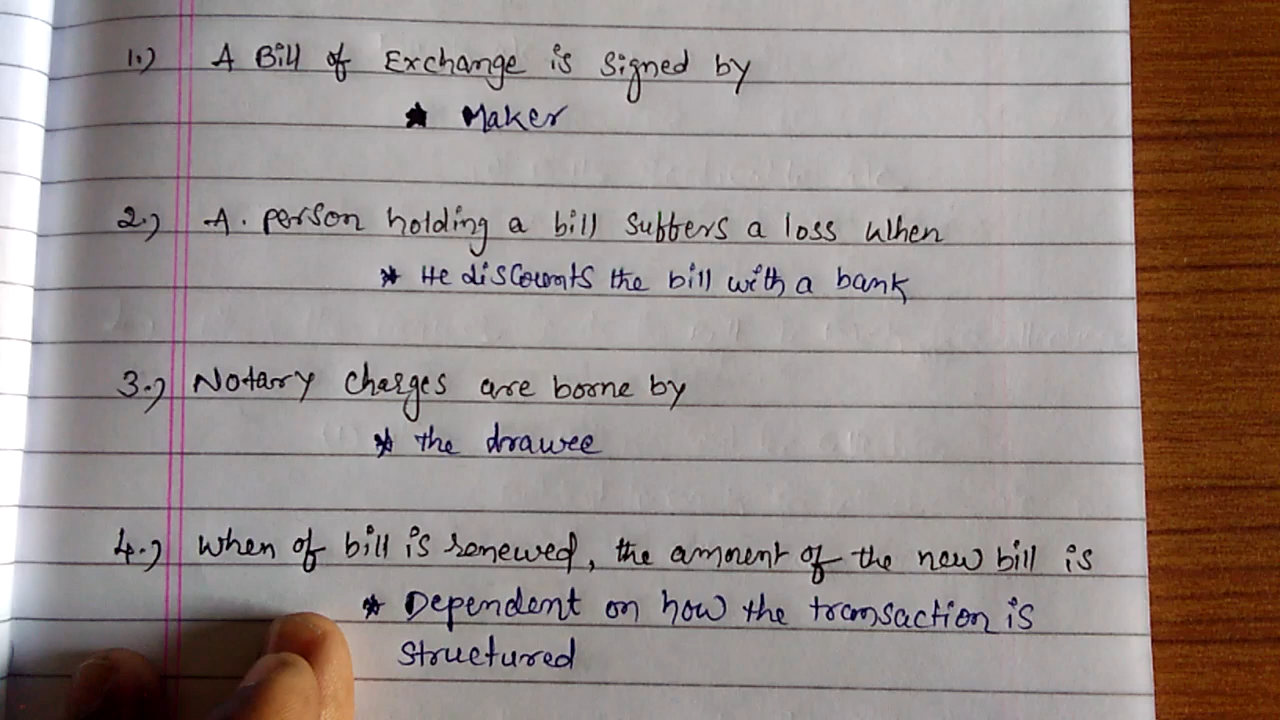 1.) A Bill of Exchange is signed by
* Maker
2.) A. person holding a bill suffers a loss when
* He discounts the bill with a bank
3.) Notary charges are borne by
* the drawee
4.) when of bill is renewed, the amount of the new bill is
* Dependent on how the transaction is
structured